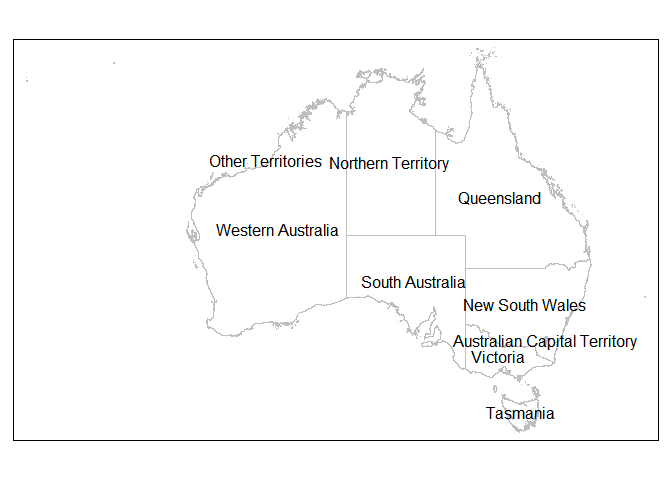 Other Territories
Northern Territory
Queensland
Western Australia
South Australia
New South Wales
Australian Capital Territory
Victoria
Tasmania